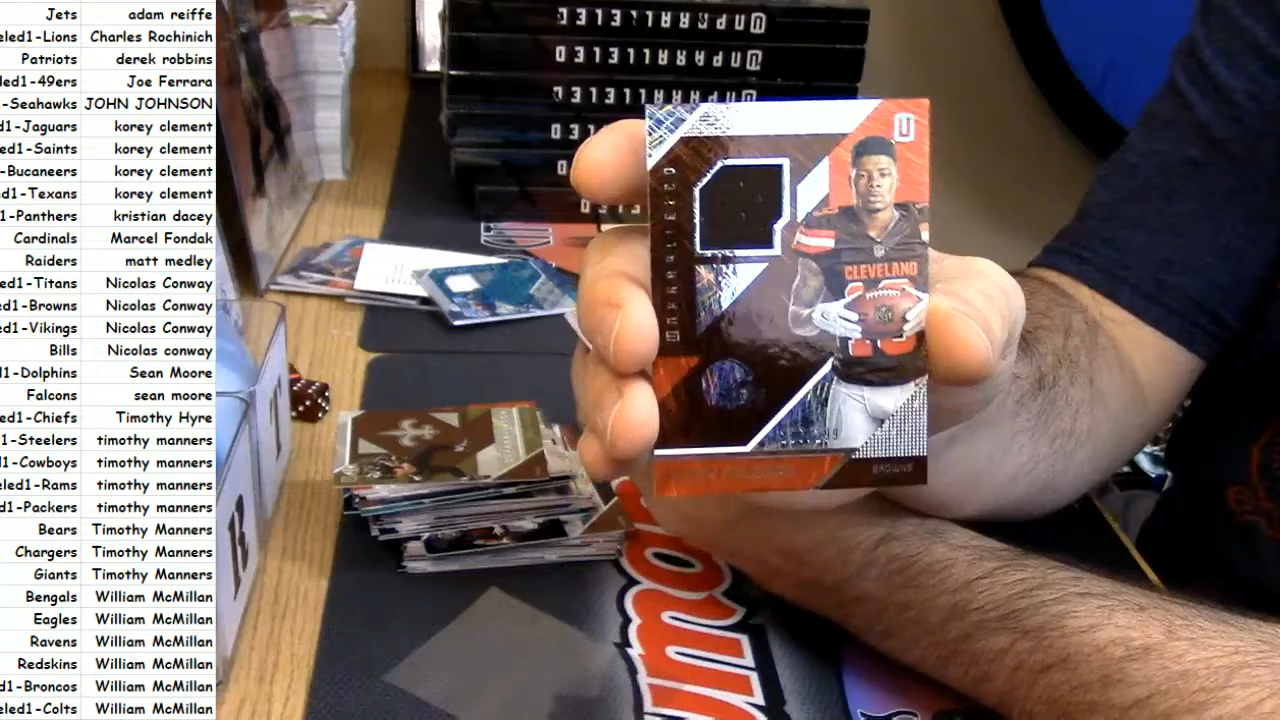 Jets adam reiffe
eled1-Lions Charles Rochinich
Patriots derek robbins
led1-49ers Joe Ferrara
-Seahawks JOHN JOHNSON
d1-Jaguars korey clement
ed1-Saints korey clement
-Bucaneers korey clement
ed1-Texans korey clement
1-Panthers kristian dacey
Cardinals Marcel Fondak
Raiders matt medley
ed1-Titans Nicolas Conway
d1-Browns Nicolas Conway
d1-Vikings Nicolas Conway
Bills Nicolas conway
d1-Dolphins Sean Moore
Falcons sean moore
ed1-Chiefs Timothy Hyre
1-Steelers timothy manners
1-Cowboys timothy manners
eled1-Rams timothy manners
1-Packers timothy manners
Bears Timothy Manners
Chargers Timothy Manners
Giants Timothy Manners
Bengals William McMillan
Eagles William McMillan
Ravens William McMillan
Redskins William McMillan
d1-Broncos William McMillan
eled1-Colts William McMillan
UNPARALLELED
UNPARALLELED
UNPARALLELED
U
UNPARALLELED
CLEVELAND
BROWNS
R
T